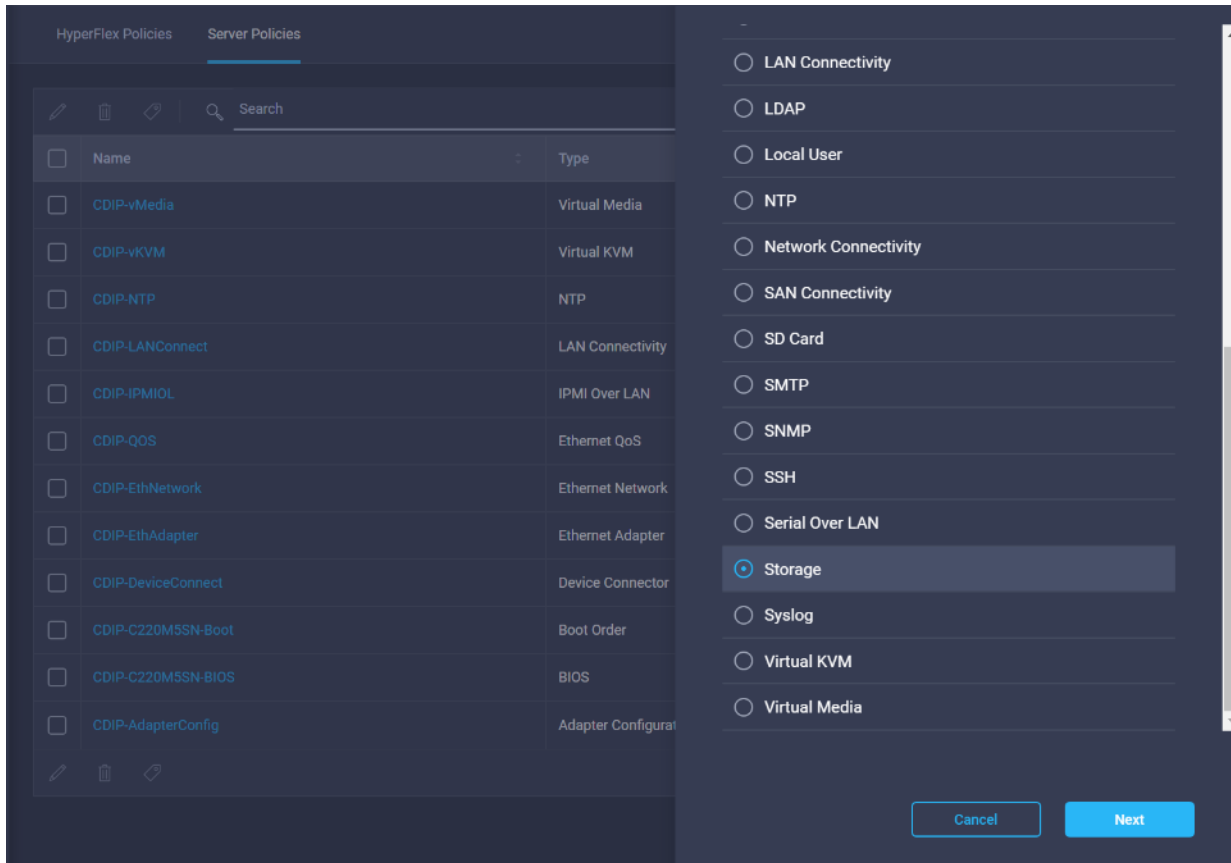 HyperFlex Policies Server Policies
Search
Name Type
CDIP-vMedia Virtual Media
CDIP-vKVM Virtual KVM
CDIP-NTP NTP
CDIP-LANConnect LAN Connectivity
CDIP-IPMIOL IPMI Over LAN
CDIP-QOS Ethernet QoS
CDIP-EthNetwork Ethernet Network
CDIP-EthAdapter Ethernet Adapter
CDIP-DeviceConnect Device Connector
CDIP-C220M5SN-Boot Boot Order
CDIP-C220M5SN-BIOS BIOS
CDIP-AdapterConfig Adapter Configurat
LAN Connectivity
LDAP
Local User
NTP
Network Connectivity
SAN Connectivity
SD Card
SMTP
SNMP
SSH
Serial Over LAN
Storage
Syslog
Virtual KVM
Virtual Media
Cancel Next